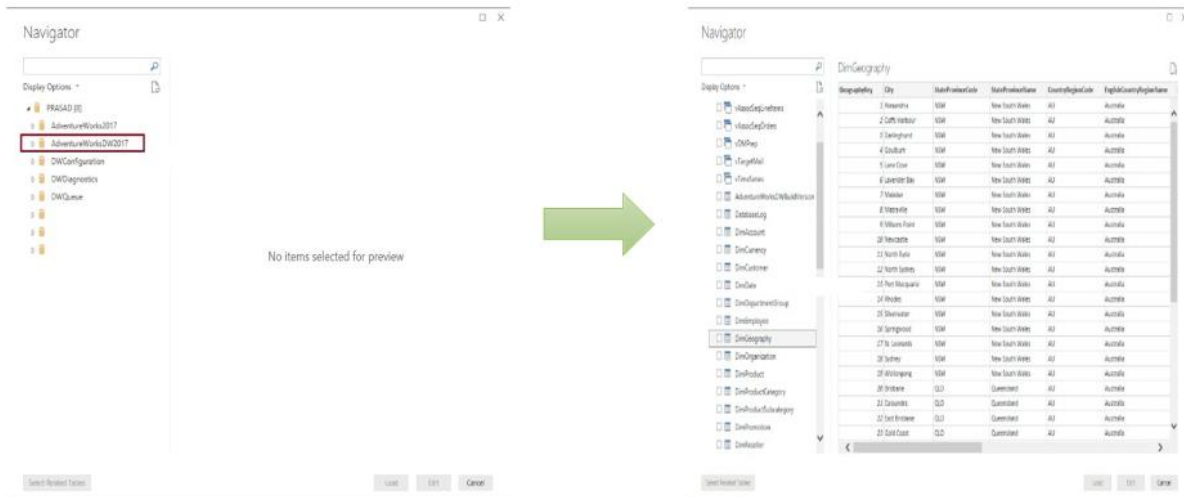 Navigator
Display Options
PRASAD [8]
AdventureWorks2017
AdventureWorksDW2017
DWConfiguration
DWDiagnostics
DWQueue
No items selected for preview
Select Related Tables
Load
Edit
Cancel
Navigator
Display Options
vAssocSeqLineItems
vAssocSeqOrders
vDMPrep
vTargetMail
vTimeSeries
AdventureWorksDWBuildVersion
DatabaseLog
DimAccount
DimCurrency
DimCustomer
DimDate
DimDepartmentGroup
DimEmployee
DimGeography
DimOrganization
DimProduct
DimProductCategory
DimProductSubcategory
DimPromotion
DimReseller
DimGeography
GeographyKey City StateProvinceCode StateProvinceName CountryRegionCode EnglishCountryRegionName
1 Alexandria NSW New South Wales AU Australia
2 Coffs Harbour NSW New South Wales AU Australia
3 Darlinghurst NSW New South Wales AU Australia
4 Goulburn NSW New South Wales AU Australia
5 Lane Cove NSW New South Wales AU Australia
6 Lavender Bay NSW New South Wales AU Australia
7 Malabar NSW New South Wales AU Australia
8 Matraville NSW New South Wales AU Australia
9 Milsons Point NSW New South Wales AU Australia
10 Newcastle NSW New South Wales AU Australia
11 North Ryde NSW New South Wales AU Australia
12 North Sydney NSW New South Wales AU Australia
13 Port Macquarie NSW New South Wales AU Australia
14 Rhodes NSW New South Wales AU Australia
15 Silverwater NSW New South Wales AU Australia
16 Springwood NSW New South Wales AU Australia
17 St. Leonards NSW New South Wales AU Australia
18 Sydney NSW New South Wales AU Australia
19 Wollongong NSW New South Wales AU Australia
20 Brisbane QLD Queensland AU Australia
21 Caloundra QLD Queensland AU Australia
22 East Brisbane QLD Queensland AU Australia
23 Gold Coast QLD Queensland AU Australia
Select Related Tables
Load
Edit
Cancel